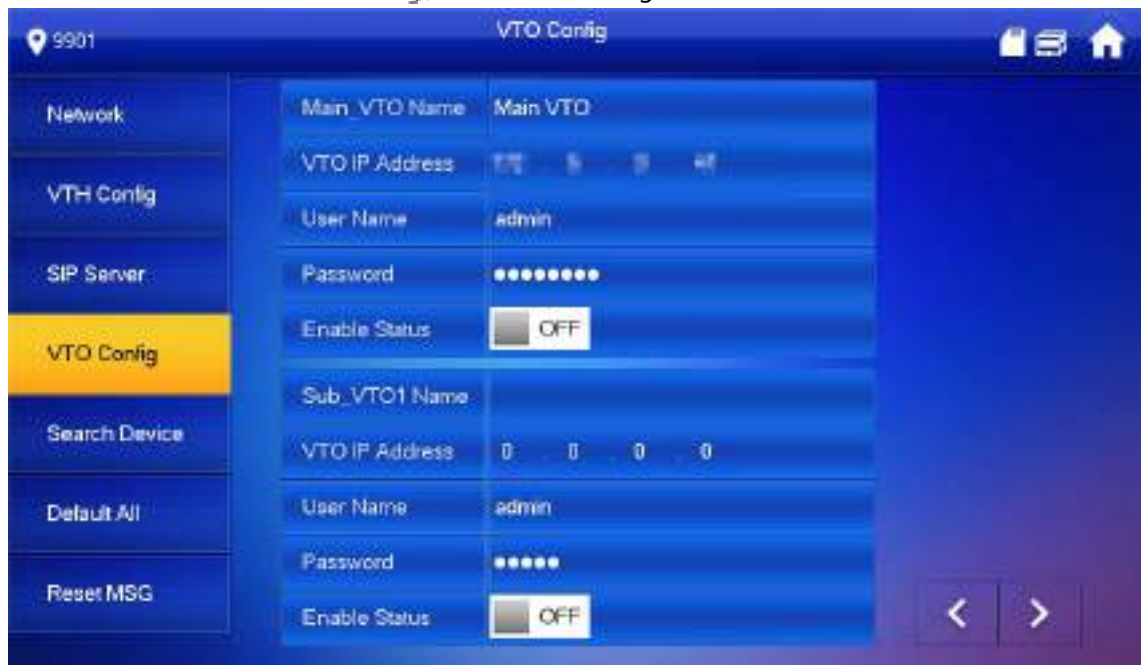 9901
VTO Config
Network
VTH Config
SIP Server
VTO Config
Search Device
Default All
Reset MSG
Main_VTO Name Main VTO
VTO IP Address
User Name admin
Password ●●●●●●●●
Enable Status OFF
Sub_VTO1 Name
VTO IP Address 0 . 0 . 0 . 0
User Name admin
Password ●●●●●
Enable Status OFF